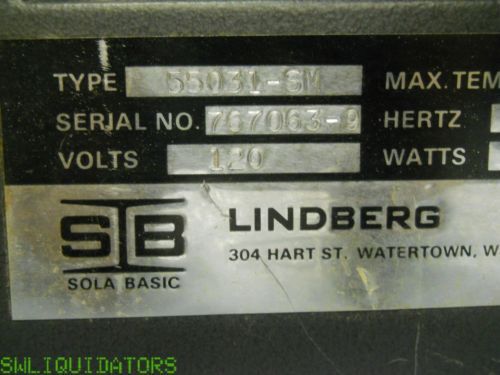 TYPE 55031-SM MAX. TEM
SERIAL NO. 767063-9 HERTZ
VOLTS 120 WATTS
SIB LINDBERG
304 HART ST. WATERTOWN, W
SOLA BASIC
SWLIQUIDATORS